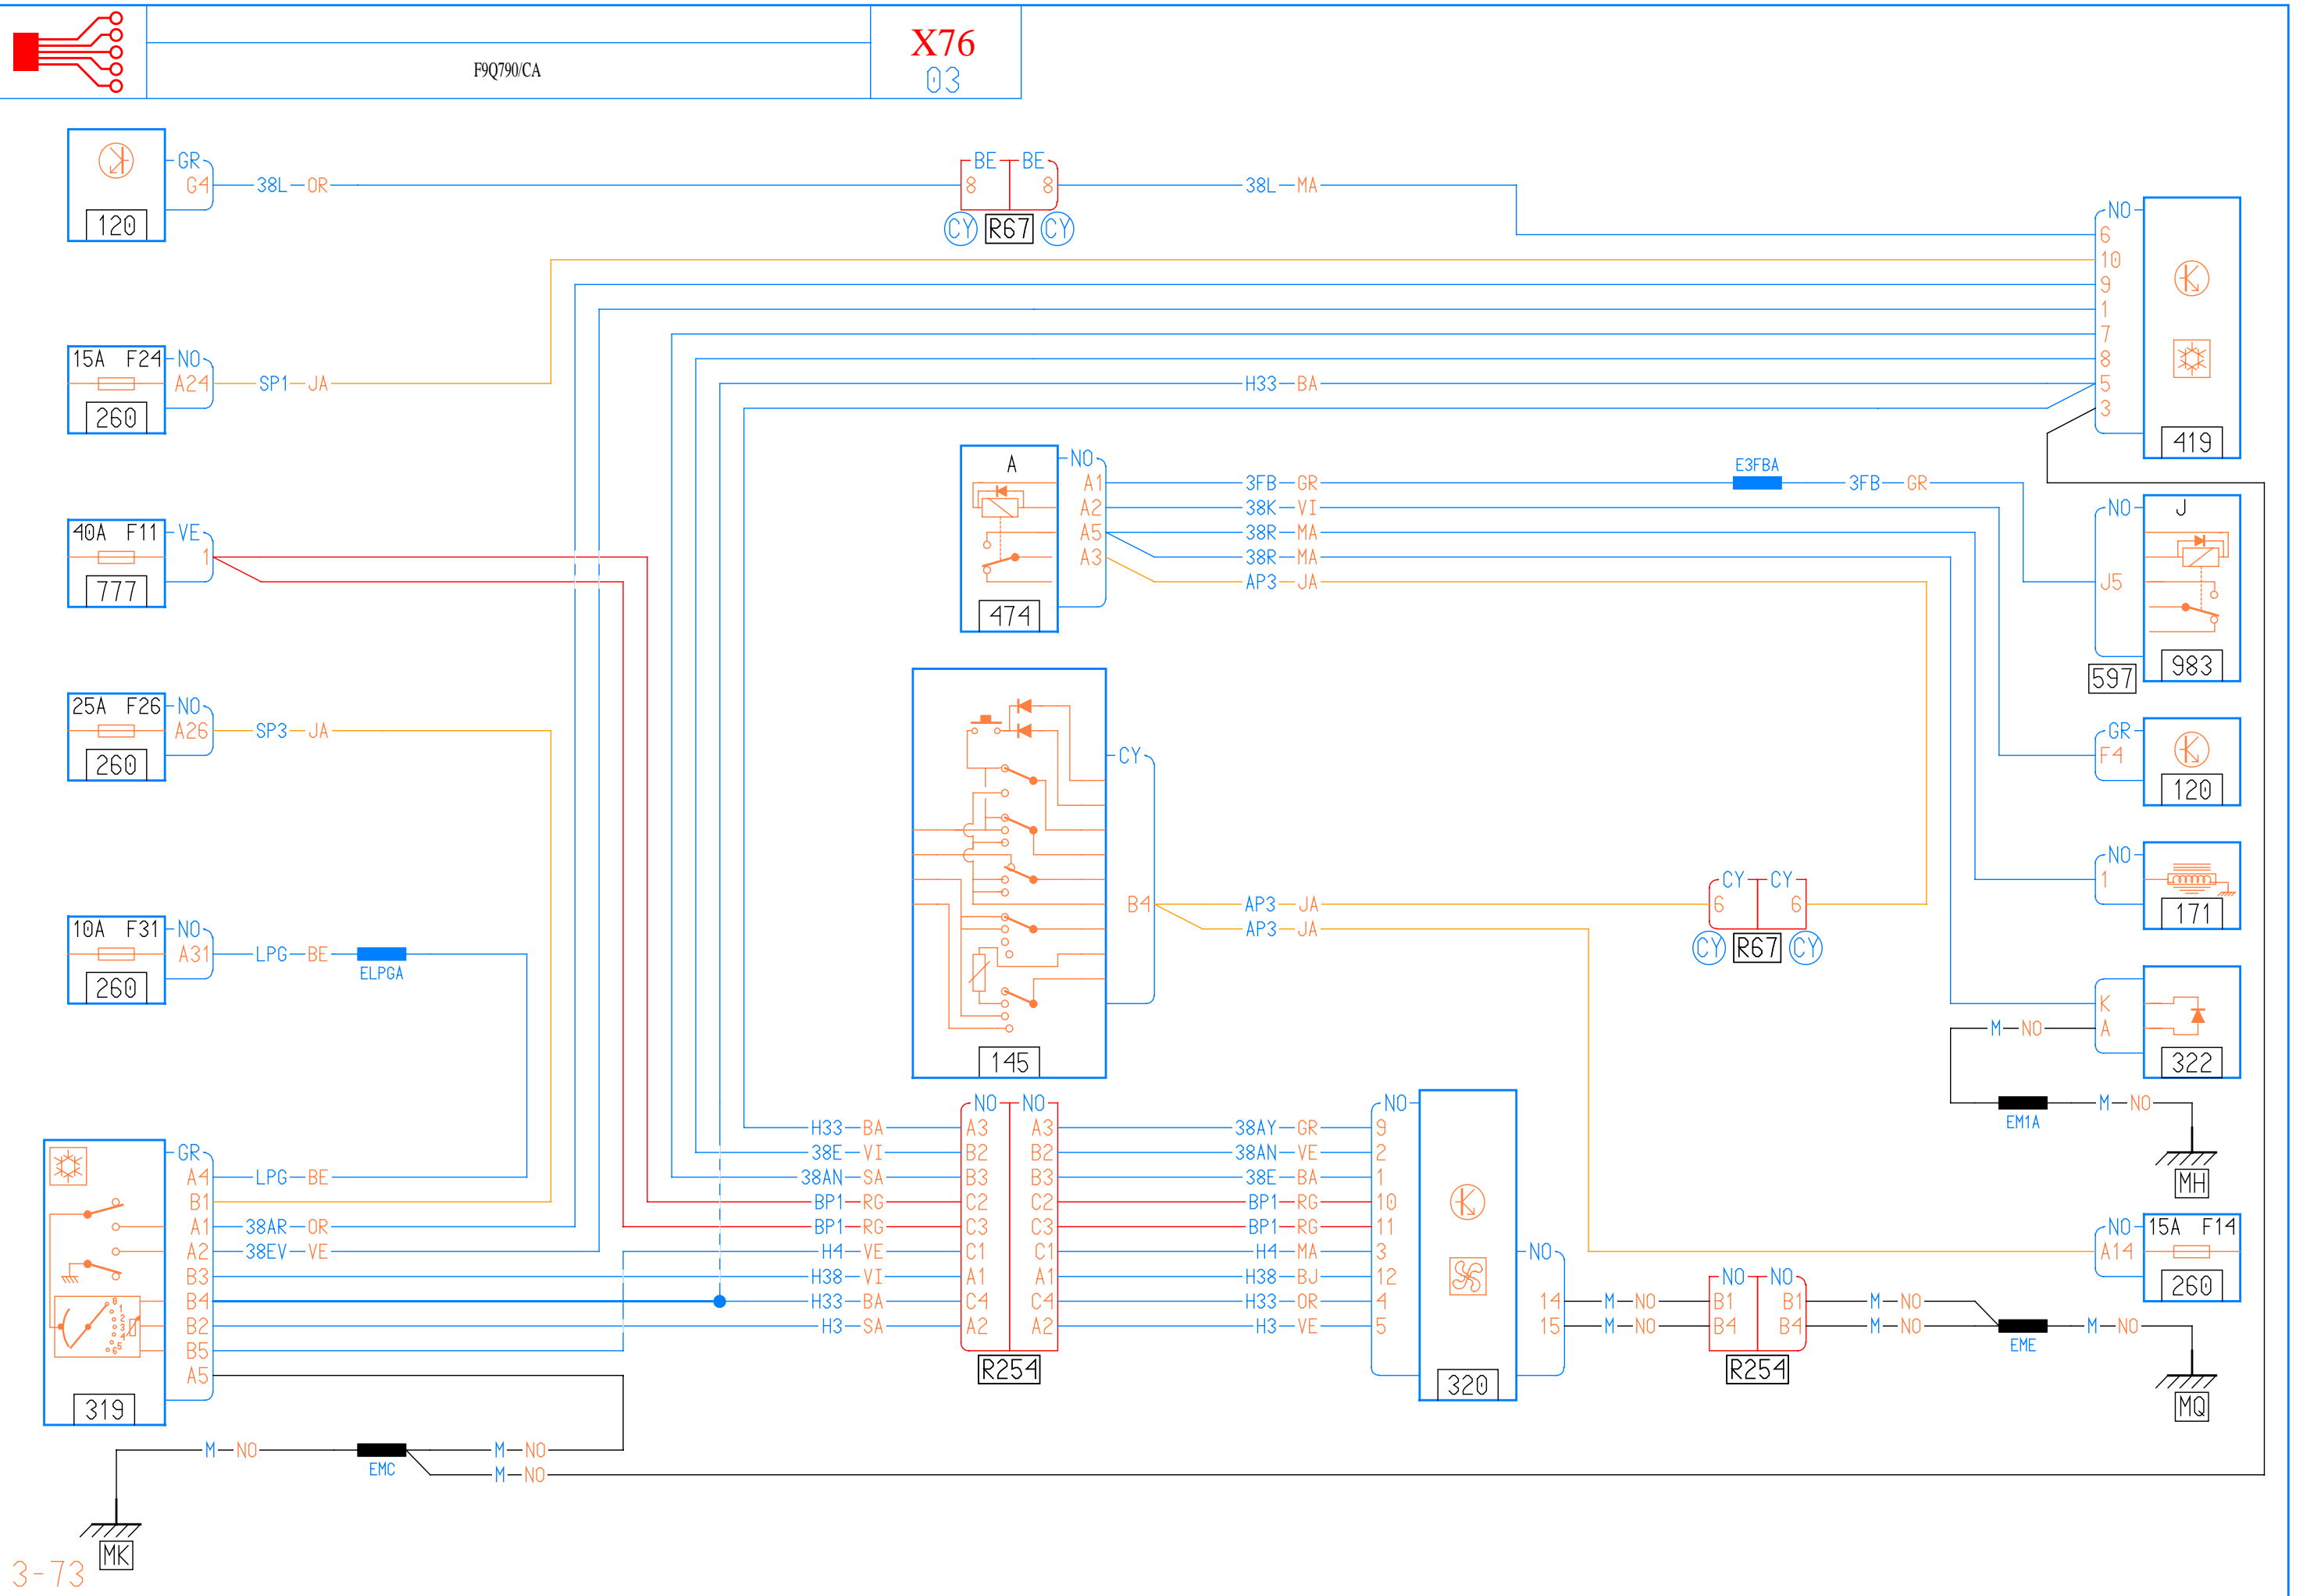 X76
F9Q790/CA
03
GR
G4 38L OR
120
BE BE
8 8
CY R67 CY
38L MA
NO
6
10
9
1
7
8
5
3
419
15A F24 NO
A24 SP1 JA
260
H33 BA
40A F11 VE
1
777
A NO
A1 3FB GR E3FBA 3FB GR
A2 38K VI
A5 38R MA
A3 38R MA
AP3 JA
474
NO J
J5
597 983
25A F26 NO
A26 SP3 JA
260
GR
F4
120
CY
B4 AP3 JA
AP3 JA
145
CY CY
6 6
CY R67 CY
NO
1
171
10A F31 NO
A31 LPG BE
ELPGA
260
K
A
M NO
322
EM1A
M NO
MH
GR
A4 LPG BE
B1
A1 38AR OR
A2 38EV VE
B3
B4
B2
B5
A5
0
1
2
3
4
5
6
319
NO NO NO
H33 BA A3 A3 38AY GR 9
38E VI B2 B2 38AN VE 2
38AN SA B3 B3 38E BA 1
BP1 RG C2 C2 BP1 RG 10
BP1 RG C3 C3 BP1 RG 11
H4 VE C1 C1 H4 MA 3
H38 VI A1 A1 H38 BJ 12
H33 BA C4 C4 H33 OR 4
H3 SA A2 A2 H3 VE 5
R254
320
NO
14 M NO
15 M NO
NO NO
B1 B1 M NO
B4 B4 M NO
R254
EME
M NO
MQ
NO 15A F14
A14
260
M NO
EMC
M NO
M NO
MK
3-73